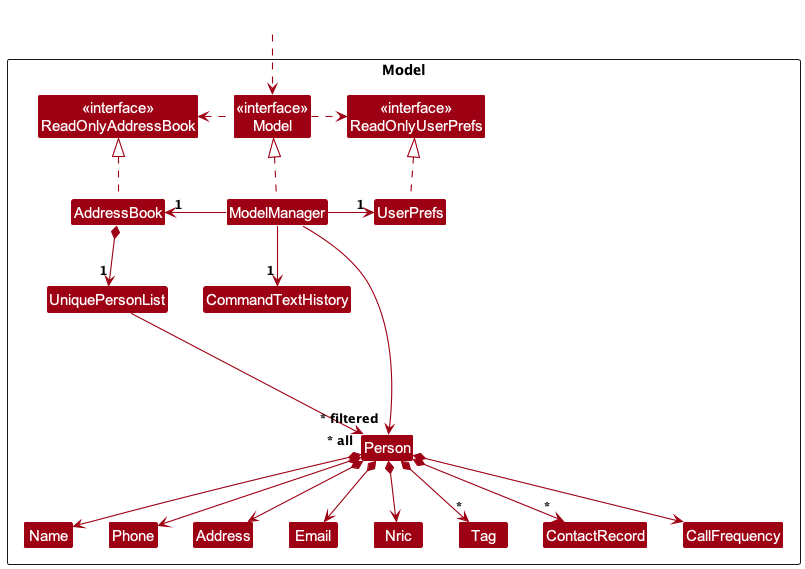 Model
«interface»
ReadOnlyAddressBook
«interface»
Model
«interface»
ReadOnlyUserPrefs
AddressBook
1
ModelManager
1
UserPrefs
1
1
UniquePersonList
CommandTextHistory
* filtered
* all
Person
*
*
Name
Phone
Address
Email
Nric
Tag
ContactRecord
CallFrequency